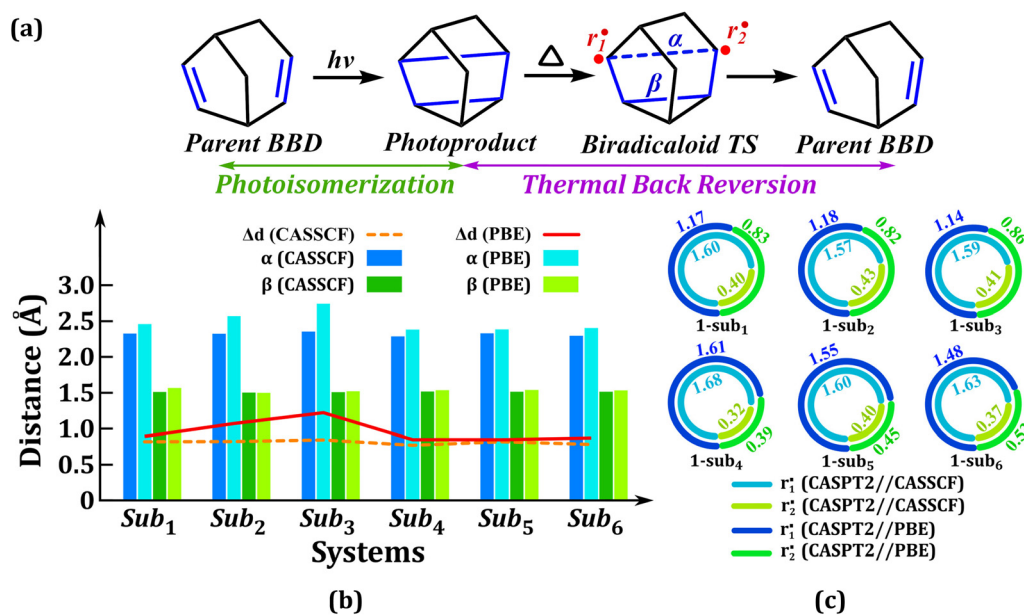 (a)
hν
Δ
r₁•
α
r₂•
β
Parent BBD
Photoproduct
Biradicaloid TS
Parent BBD
Photoisomerization
Thermal Back Reversion
Δd (CASSCF)
Δd (PBE)
α (CASSCF)
α (PBE)
β (CASSCF)
β (PBE)
Distance (Å)
3.0
2.5
2.0
1.5
1.0
0.5
0
Sub₁ Sub₂ Sub₃ Sub₄ Sub₅ Sub₆
Systems
(b)
1.17
0.83
1.60
0.40
1-sub₁
1.18
0.82
1.57
0.43
1-sub₂
1.14
0.86
1.59
0.41
1-sub₃
1.61
1.68
0.32
0.39
1-sub₄
1.55
1.60
0.40
0.45
1-sub₅
1.48
1.63
0.37
0.52
1-sub₆
r₁• (CASPT2//CASSCF)
r₂• (CASPT2//CASSCF)
r₁• (CASPT2//PBE)
r₂• (CASPT2//PBE)
(c)